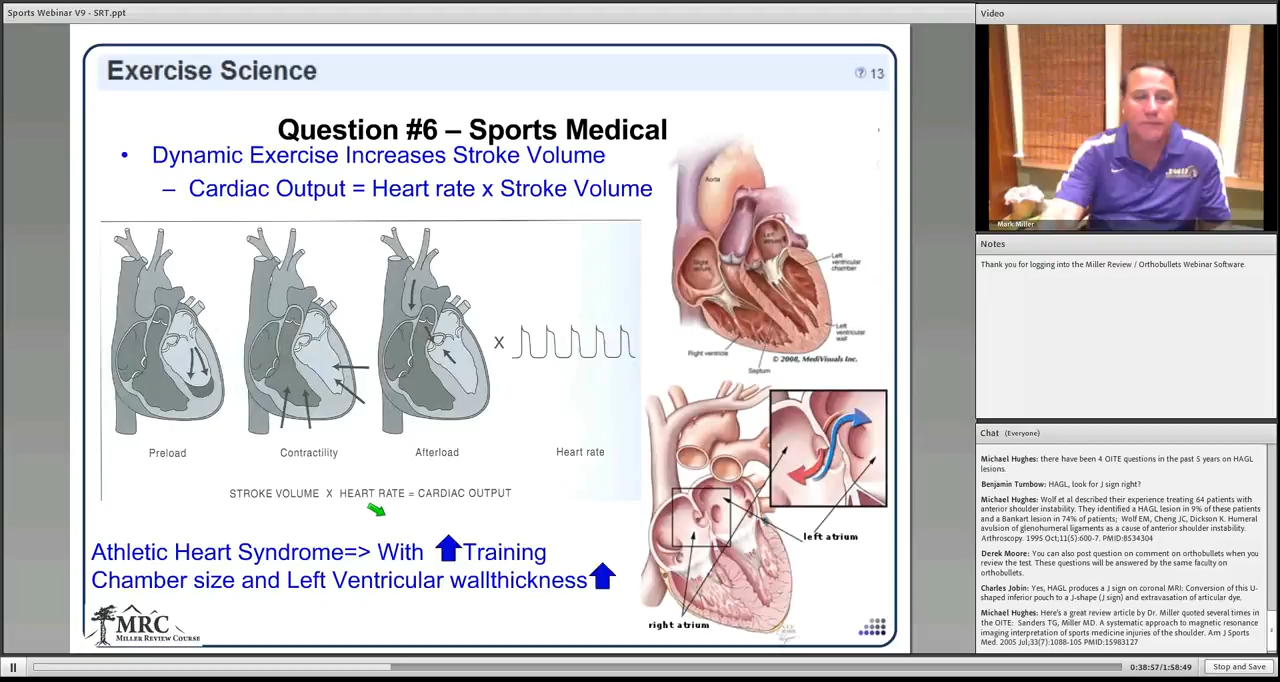 Sports Webinar V9 - SRT.ppt
Exercise Science
13
Question #6 – Sports Medical
• Dynamic Exercise Increases Stroke Volume
– Cardiac Output = Heart rate x Stroke Volume
Preload
Contractility
Afterload
X
Heart rate
STROKE VOLUME X HEART RATE = CARDIAC OUTPUT
Athletic Heart Syndrome=> With Training
Chamber size and Left Ventricular wallthickness
MRC
MILLER REVIEW COURSE
Aorta
Left
atrium
Right
atrium
Left
ventricular
chamber
Left
ventricular
wall
Right ventricle
Septum
© 2008, MediVisuals Inc.
left atrium
right atrium
Video
Mark Miller
Notes
Thank you for logging into the Miller Review / Orthobullets Webinar Software.
Chat (Everyone)
Michael Hughes: there have been 4 OITE questions in the past 5 years on HAGL
lesions.
Benjamin Turnbow: HAGL, look for J sign right?
Michael Hughes: Wolf et al described their experience treating 64 patients with
anterior shoulder instability. They identified a HAGL lesion in 9% of these patients
and a Bankart lesion in 74% of patients; Wolf EM, Cheng JC, Dickson K. Humeral
avulsion of glenohumeral ligaments as a cause of anterior shoulder instability.
Arthroscopy. 1995 Oct;11(5):600-7. PMID:8534304
Derek Moore: You can also post question on comment on orthobullets when you
review the test. These questions will be answered by the same faculty on
orthobullets.
Charles Jobin: Yes, HAGL produces a J sign on coronal MRI: Conversion of this U-
shaped inferior pouch to a J-shape (J sign) and extravasation of articular dye.
Michael Hughes: Here's a great review article by Dr. Miller quoted several times in
the OITE: Sanders TG, Miller MD. A systematic approach to magnetic resonance
imaging interpretation of sports medicine injuries of the shoulder. Am J Sports
Med. 2005 Jul;33(7):1088-105 PMID:15983127
0:38:57/1:58:49
Stop and Save